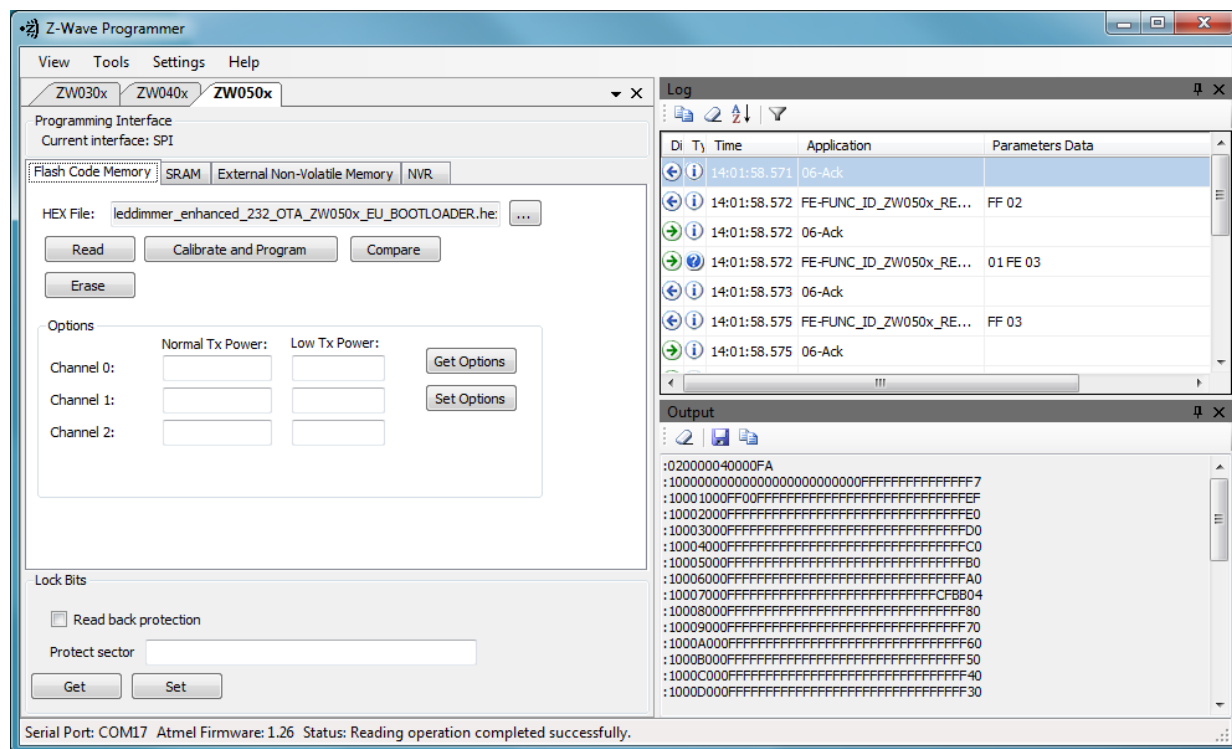 Z-Wave Programmer
View Tools Settings Help
ZW030x ZW040x ZW050x
Programming Interface
Current interface: SPI
Flash Code Memory SRAM External Non-Volatile Memory NVR
HEX File: leddimmer_enhanced_232_OTA_ZW050x_EU_BOOTLOADER.he ...
Read Calibrate and Program Compare
Erase
Options
Normal Tx Power: Low Tx Power:
Channel 0: Get Options
Channel 1: Set Options
Channel 2:
Lock Bits
Read back protection
Protect sector
Get Set
Log
Di Ty Time Application Parameters Data
14:01:58.571 06-Ack
14:01:58.572 FE-FUNC_ID_ZW050x_RE... FF 02
14:01:58.572 06-Ack
14:01:58.572 FE-FUNC_ID_ZW050x_RE... 01 FE 03
14:01:58.573 06-Ack
14:01:58.575 FE-FUNC_ID_ZW050x_RE... FF 03
14:01:58.575 06-Ack
Output
:020000040000FA
:10000000000000000000000000FFFFFFFFFFFFFFF7
:10001000FF00FFFFFFFFFFFFFFFFFFFFFFFFFFFFEF
:10002000FFFFFFFFFFFFFFFFFFFFFFFFFFFFFFFFE0
:10003000FFFFFFFFFFFFFFFFFFFFFFFFFFFFFFFFD0
:10004000FFFFFFFFFFFFFFFFFFFFFFFFFFFFFFFFC0
:10005000FFFFFFFFFFFFFFFFFFFFFFFFFFFFFFFFB0
:10006000FFFFFFFFFFFFFFFFFFFFFFFFFFFFFFFFA0
:10007000FFFFFFFFFFFFFFFFFFFFFFFFFFFFCFBB04
:10008000FFFFFFFFFFFFFFFFFFFFFFFFFFFFFFFF80
:10009000FFFFFFFFFFFFFFFFFFFFFFFFFFFFFFFF70
:1000A000FFFFFFFFFFFFFFFFFFFFFFFFFFFFFFFF60
:1000B000FFFFFFFFFFFFFFFFFFFFFFFFFFFFFFFF50
:1000C000FFFFFFFFFFFFFFFFFFFFFFFFFFFFFFFF40
:1000D000FFFFFFFFFFFFFFFFFFFFFFFFFFFFFFFF30
Serial Port: COM17 Atmel Firmware: 1.26 Status: Reading operation completed successfully.